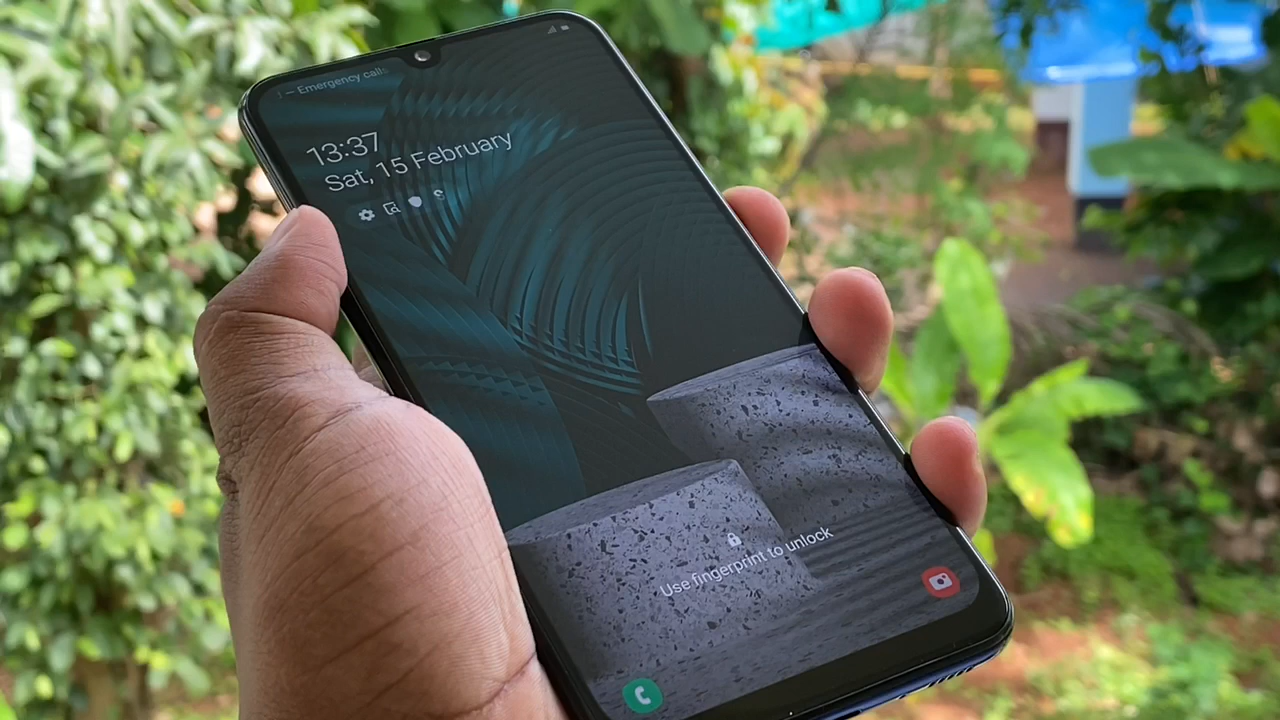 — Emergency calls
13:37
Sat, 15 February
Use fingerprint to unlock